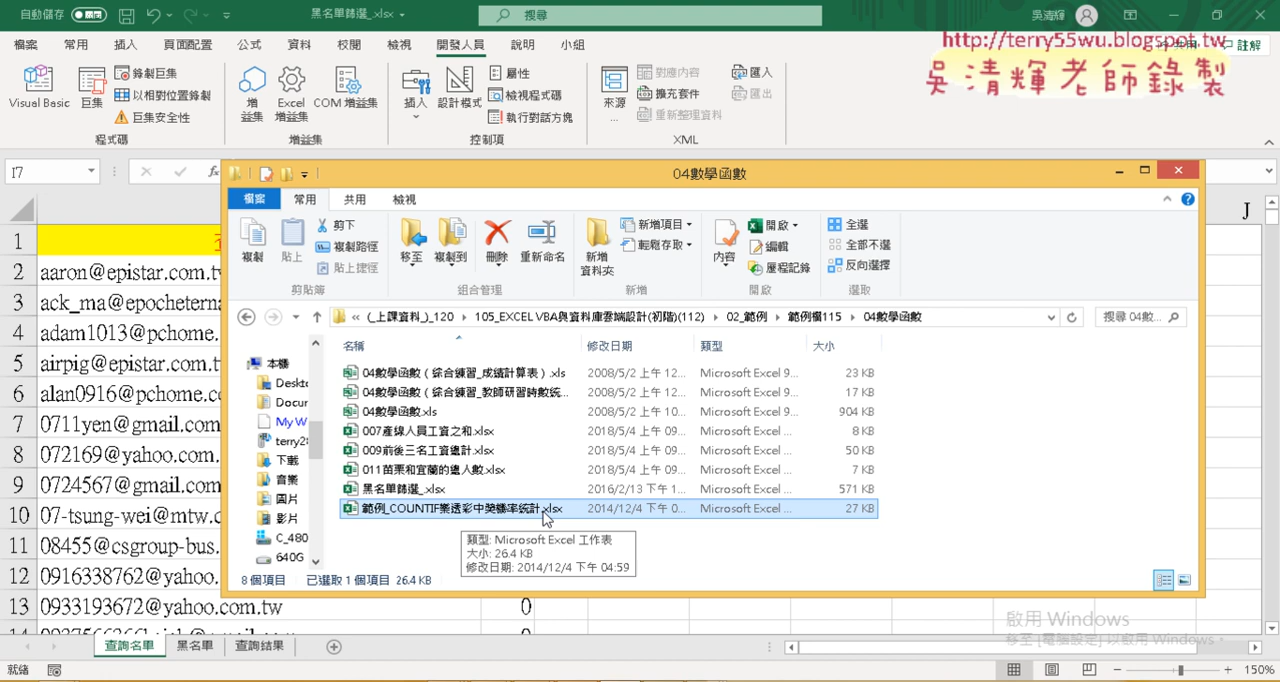 自動儲存
黑名單篩選_.xlsx
搜尋
吳清輝
檔案 常用 插入 頁面配置 公式 資料 校閱 檢視 開發人員 說明 小組
註解
http://terry55wu.blogspot.tw
吳清輝老師錄製
Visual Basic 巨集 錄製巨集 以相對位置錄製 巨集安全性
增益集 Excel 增益集 COM 增益集
插入 設計模式 屬性 檢視程式碼 執行對話方塊
來源 對應內容 擴充套件 重新整理資料 匯入 匯出
程式碼 增益集 控制項 XML
I7
04數學函數
檔案 常用 共用 檢視
複製 貼上 剪下 複製路徑 貼上捷徑
移至 複製到 刪除 重新命名
新增資料夾 新增項目 輕鬆存取
內容 開啟 編輯 歷程記錄
全選 全部不選 反向選擇
剪貼簿 組合管理 新增 開啟 選取
« (_上課資料_)_120 105_EXCEL VBA與資料庫雲端設計(初階)(112) 02_範例 範例檔115 04數學函數
搜尋 04數...
名稱 修改日期 類型 大小
04數學函數（綜合練習_成績計算表）.xls 2008/5/2 上午 12... Microsoft Excel 9... 23 KB
04數學函數（綜合練習_教師研習時數統... 2008/5/2 上午 12... Microsoft Excel 9... 17 KB
04數學函數.xls 2008/5/2 上午 10... Microsoft Excel 9... 904 KB
007產線人員工資之和.xlsx 2018/5/4 上午 09... Microsoft Excel ... 8 KB
009前後三名工資總計.xlsx 2018/5/4 上午 09... Microsoft Excel ... 50 KB
011苗栗和宜蘭的總人數.xlsx 2018/5/4 上午 09... Microsoft Excel ... 7 KB
黑名單篩選_.xlsx 2016/2/13 下午 1... Microsoft Excel ... 571 KB
範例_COUNTIF樂透彩中獎機率統計.xlsx 2014/12/4 下午 0... Microsoft Excel ... 27 KB
類型: Microsoft Excel 工作表
大小: 26.4 KB
修改日期: 2014/12/4 下午 04:59
本機
Deskto
Docur
My W
terry2
下載
音樂
圖片
影片
C_480
640G
8 個項目 已選取 1 個項目 26.4 KB
J
1
2 aaron@epistar.com.tw
3 ack_ma@epocheterna
4 adam1013@pchome.
5 airpig@epistar.com.t
6 alan0916@pchome.c
7 0711yen@gmail.com
8 072169@yahoo.com.
9 0724567@gmail.com
10 07-tsung-wei@mtw.c
11 08455@csgroup-bus.
12 0916338762@yahoo.
13 0933193672@yahoo.com.tw 0
啟用 Windows
移至 [電腦設定] 以啟用 Windows。
查詢名單 黑名單 查詢結果
就緒
150%